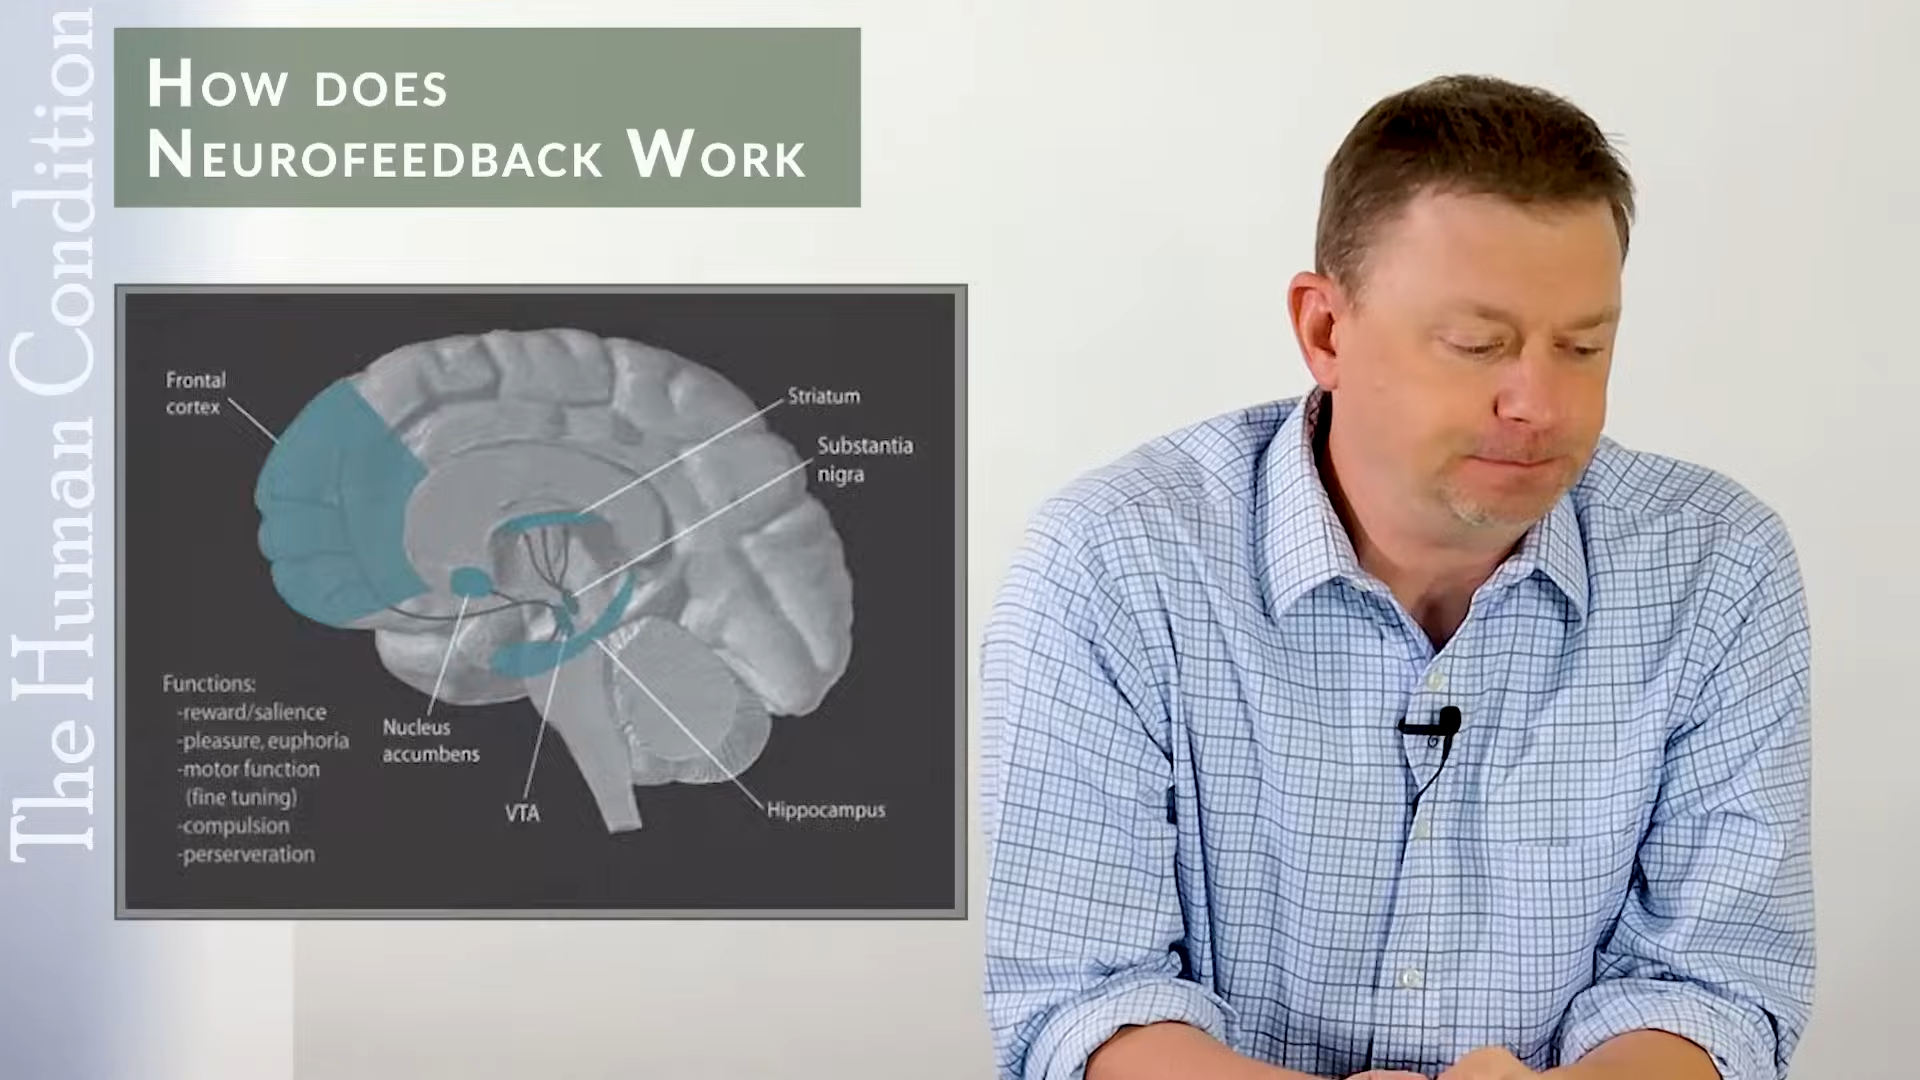 The Human Condition
How does
Neurofeedback Work
Frontal
cortex
Striatum
Substantia
nigra
Functions:
-reward/salience
-pleasure, euphoria
-motor function
(fine tuning)
-compulsion
-perserveration
Nucleus
accumbens
VTA
Hippocampus